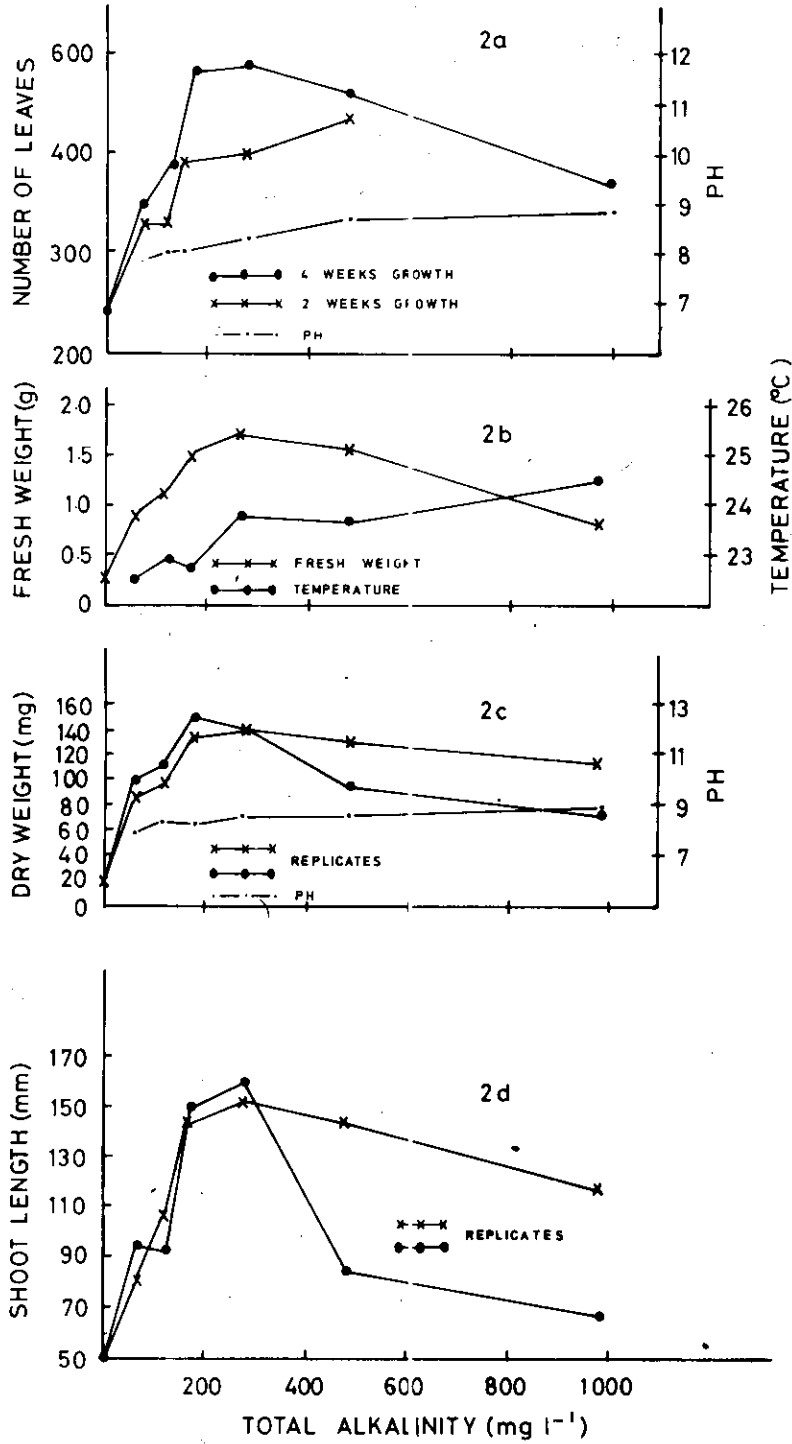 2a
NUMBER OF LEAVES
600
400
300
200
12
11
10
9
8
7
PH
4 WEEKS GROWTH
2 WEEKS GROWTH
PH
2b
FRESH WEIGHT(g)
2.0
1.5
1.0
0.5
0
26
25
24
23
TEMPERATURE (°C)
FRESH WEIGHT
TEMPERATURE
2c
DRY WEIGHT(mg)
160
140
120
100
80
60
40
20
0
13
11
9
7
PH
REPLICATES
PH
2d
SHOOT LENGTH (mm)
170
150
130
110
90
70
50
REPLICATES
200 400 600 800 1000
TOTAL ALKALINITY (mg l⁻¹)